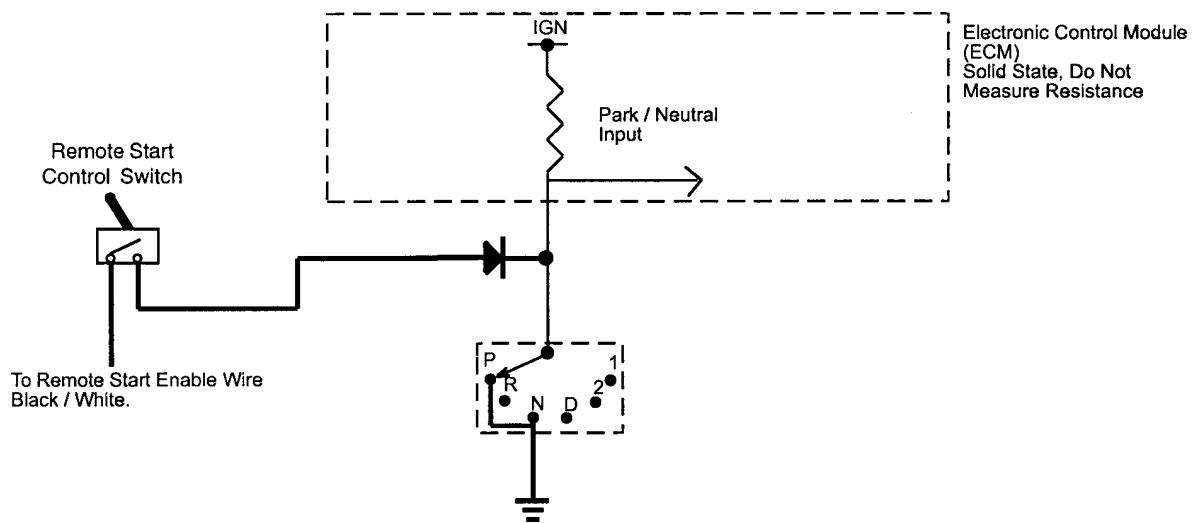 IGN
Electronic Control Module
(ECM)
Solid State, Do Not
Measure Resistance
Park / Neutral
Input
Remote Start
Control Switch
To Remote Start Enable Wire
Black / White.
P
R
N
D
2
1